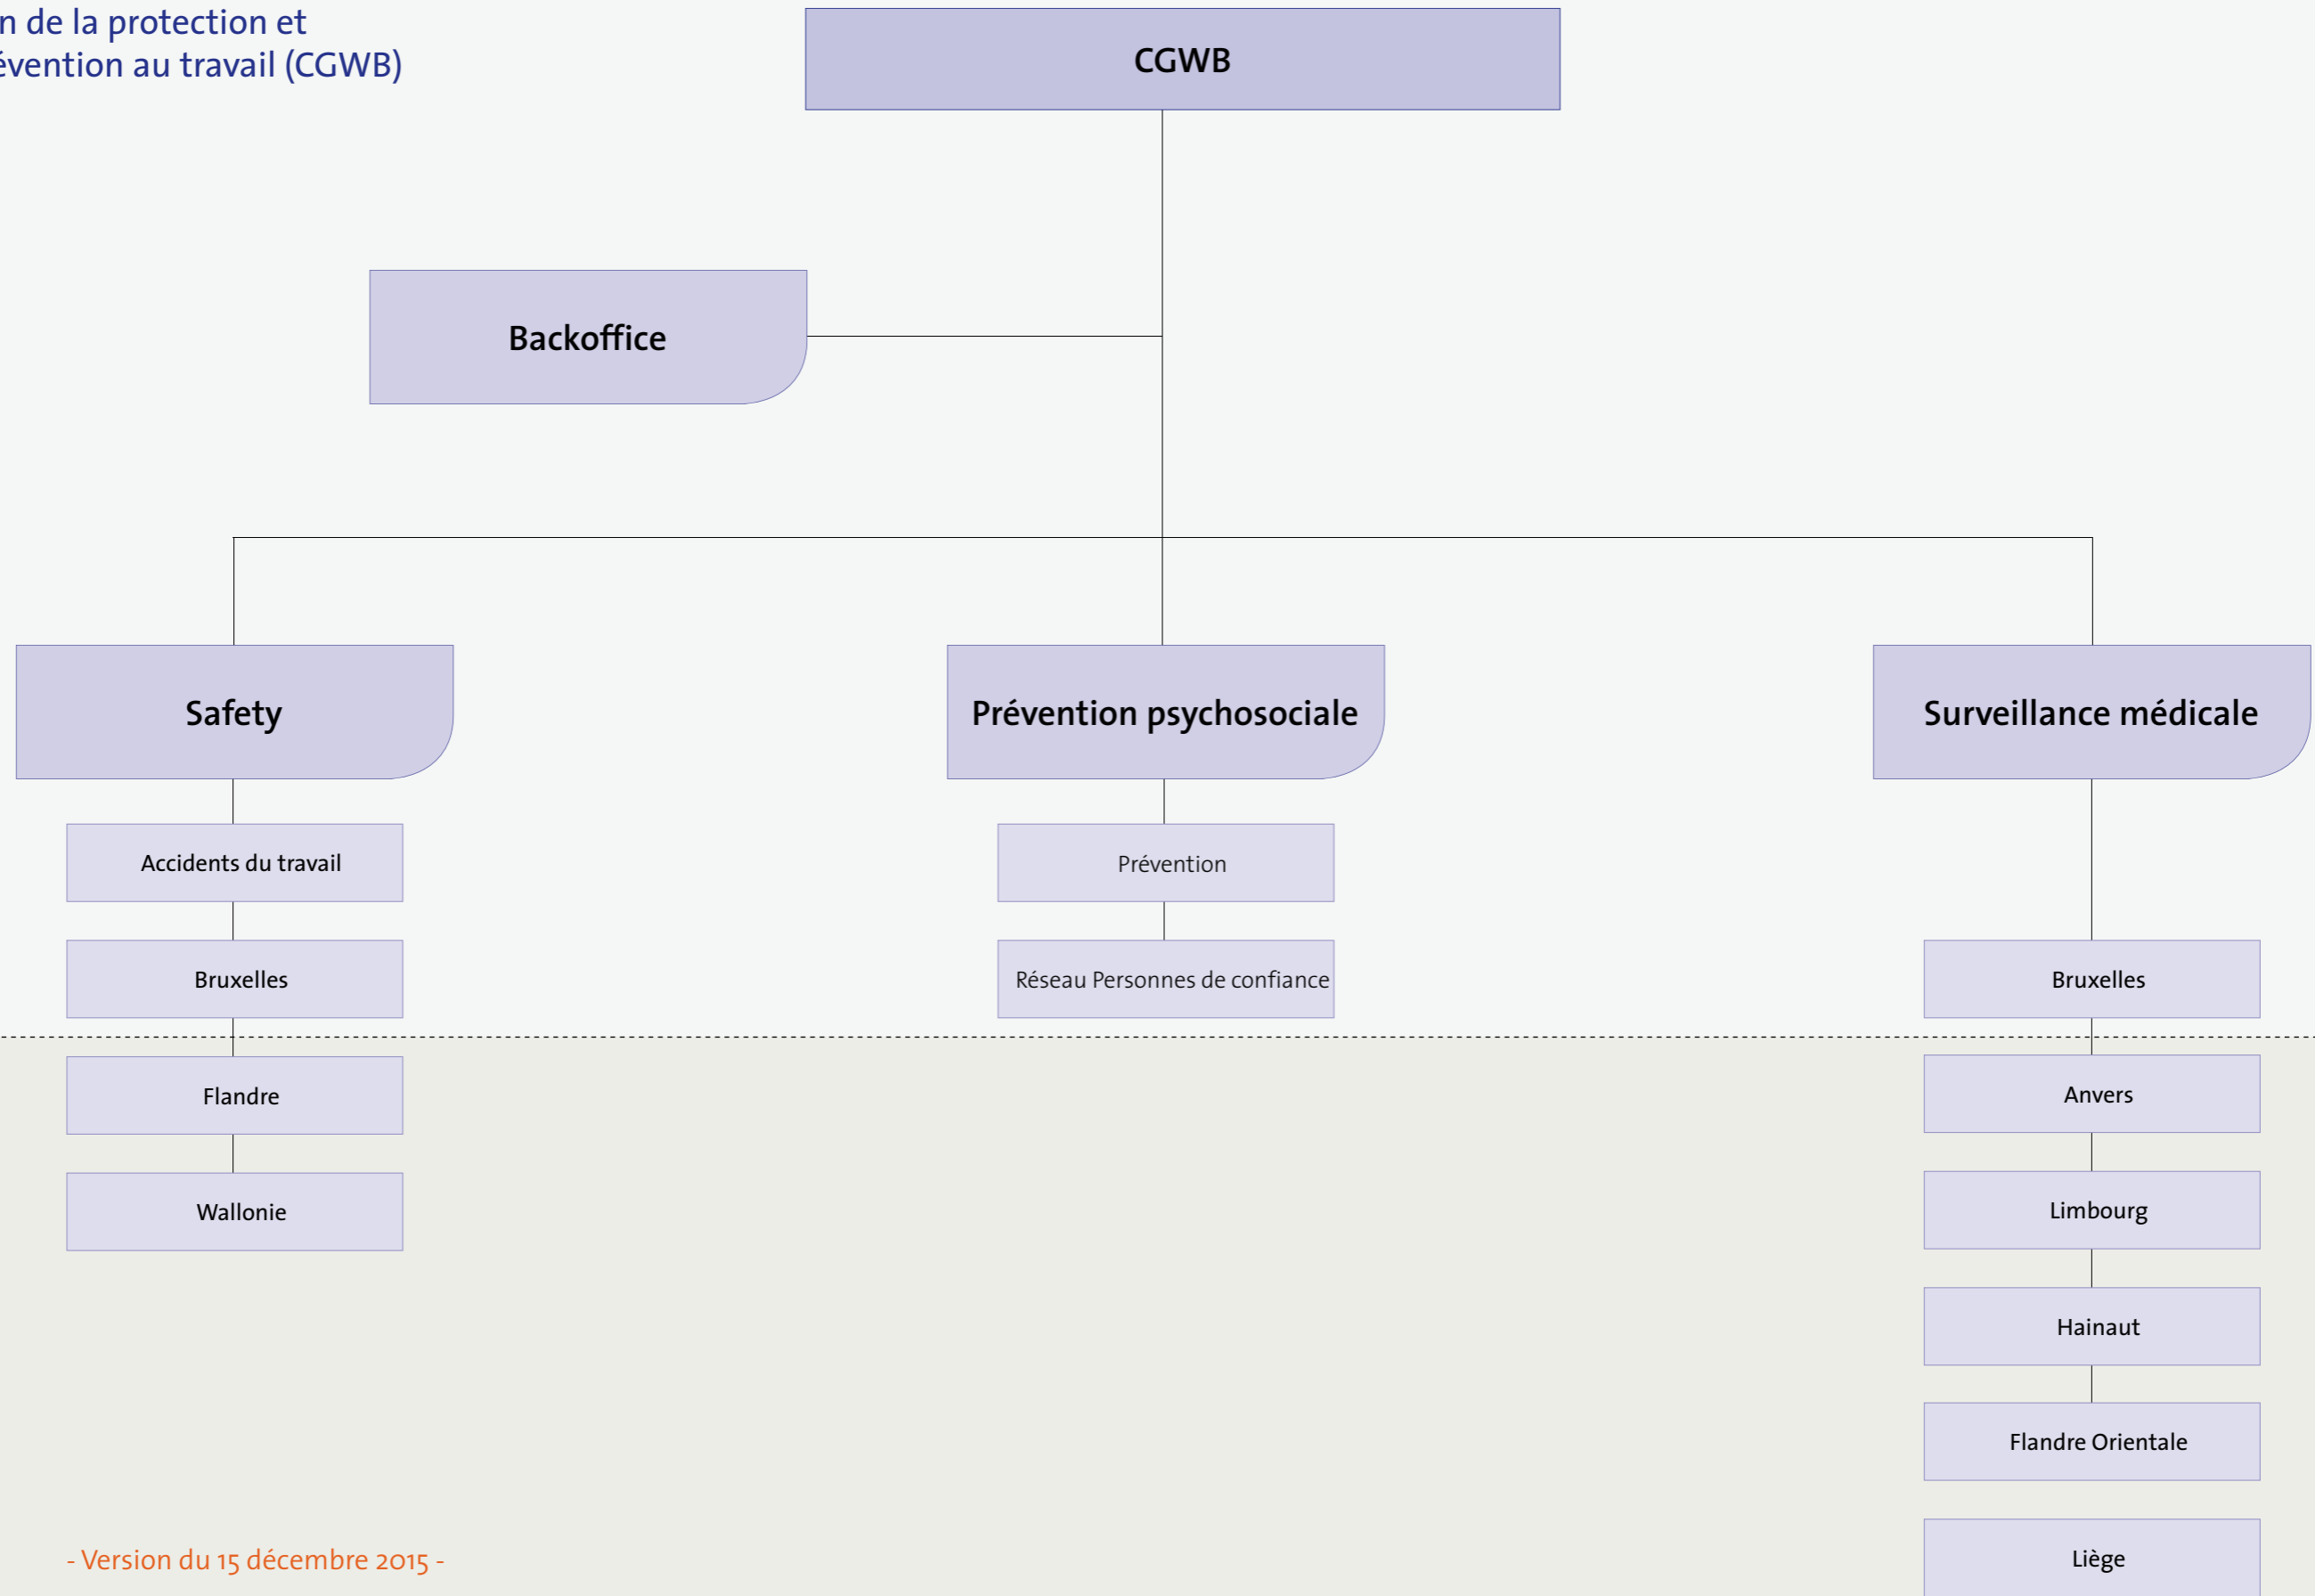 n de la protection et
évention au travail (CGWB)
CGWB
Backoffice
Safety
Prévention psychosociale
Surveillance médicale
Accidents du travail
Prévention
Bruxelles
Réseau Personnes de confiance
Bruxelles
Flandre
Anvers
Wallonie
Limbourg
Hainaut
Flandre Orientale
Liège
- Version du 15 décembre 2015 -